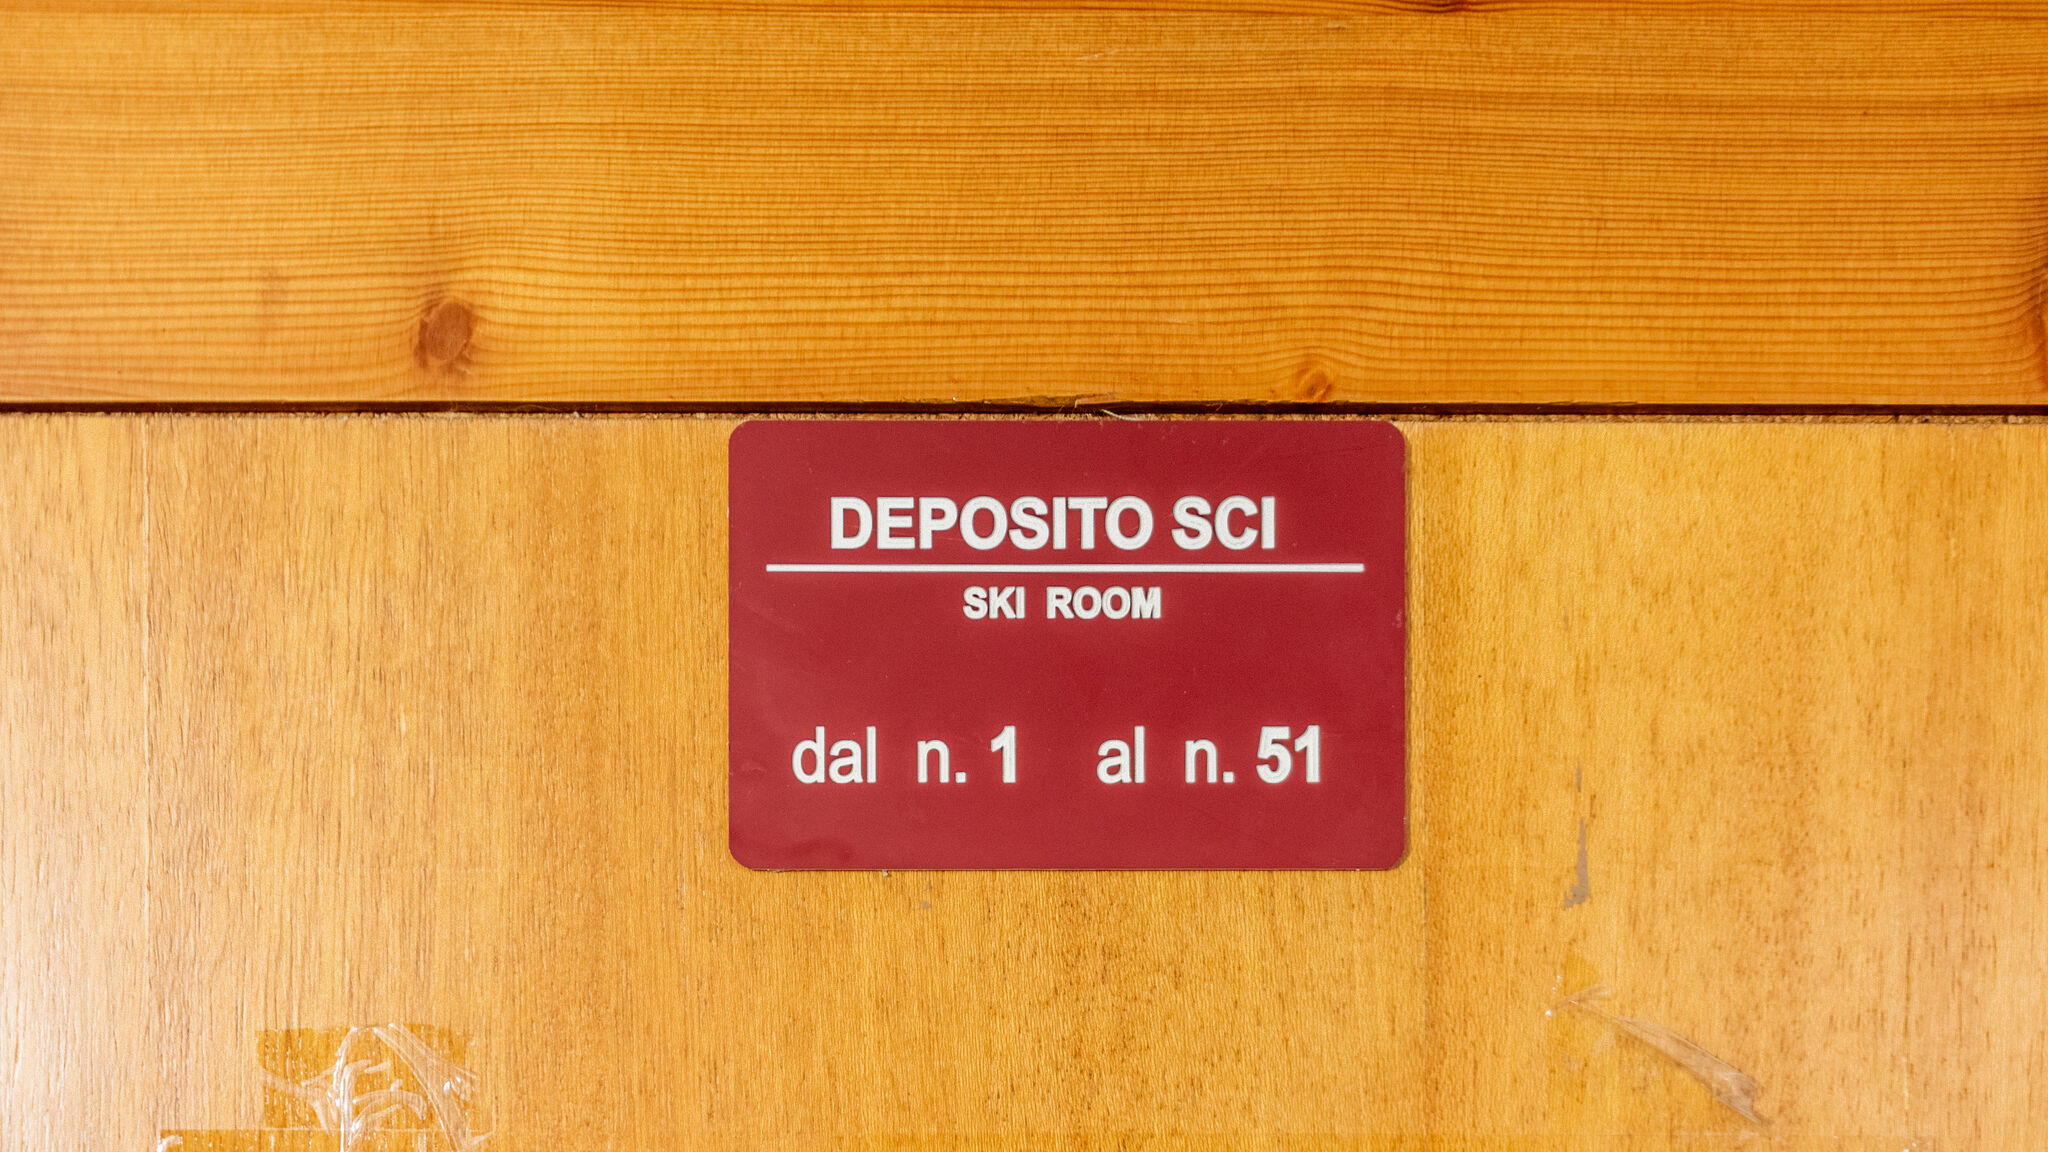 DEPOSITO SCI
SKI ROOM
dal n. 1 al n. 51